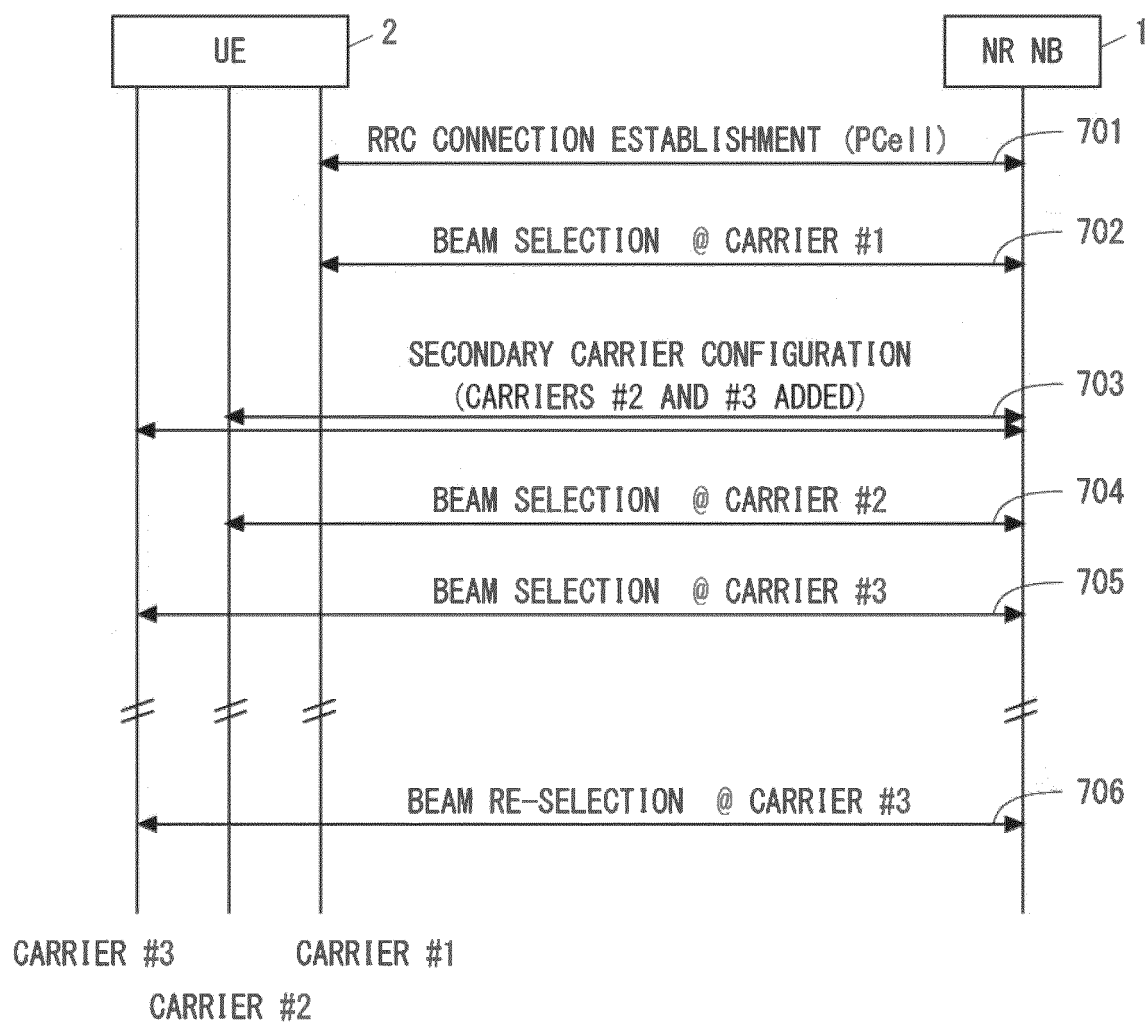 UE
2
NR NB
1
RRC CONNECTION ESTABLISHMENT (PCell)
701
BEAM SELECTION @ CARRIER #1
702
SECONDARY CARRIER CONFIGURATION
(CARRIERS #2 AND #3 ADDED)
703
BEAM SELECTION @ CARRIER #2
704
BEAM SELECTION @ CARRIER #3
705
BEAM RE-SELECTION @ CARRIER #3
706
CARRIER #3
CARRIER #1
CARRIER #2